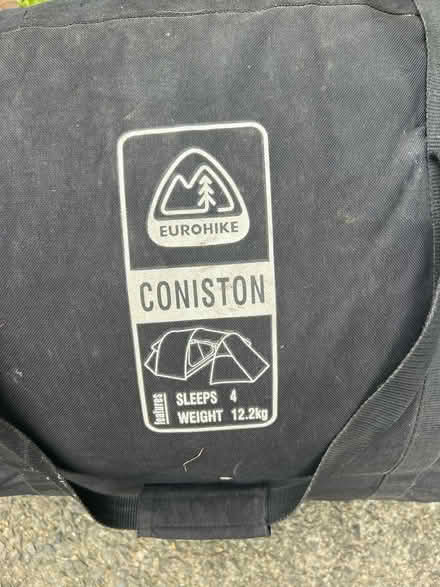 EUROHIKE
CONISTON
features
SLEEPS 4
WEIGHT 12.2kg